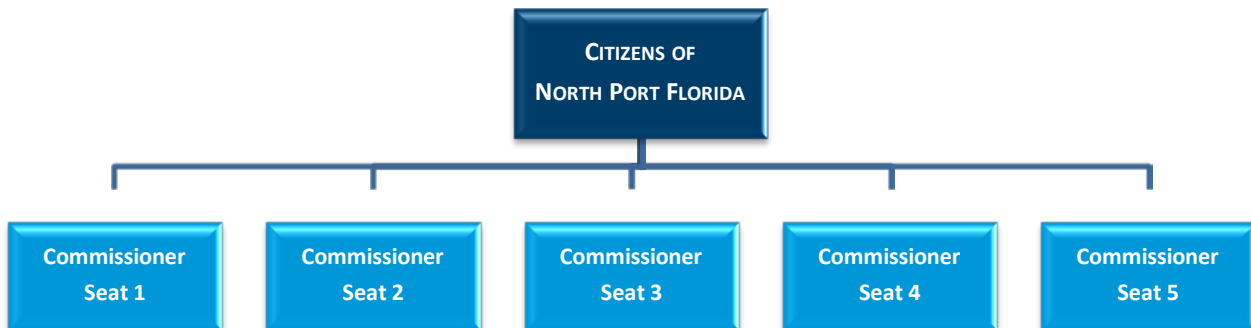 CITIZENS OF
NORTH PORT FLORIDA
Commissioner
Seat 1
Commissioner
Seat 2
Commissioner
Seat 3
Commissioner
Seat 4
Commissioner
Seat 5